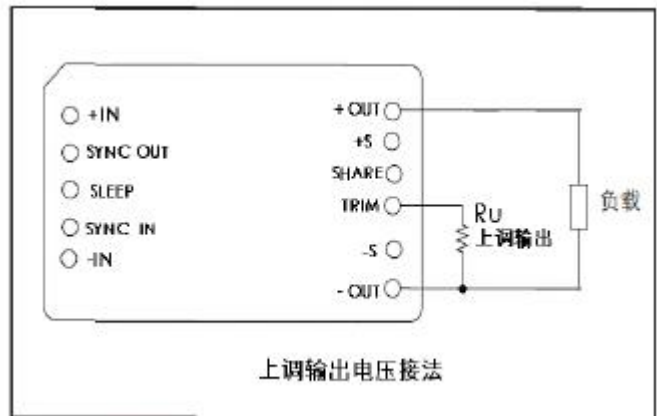 +IN
SYNC OUT
SLEEP
SYNC IN
-IN
+OUT
+S
SHARE
TRIM
-S
-OUT
RU
上调输出
负载
上调输出电压接法